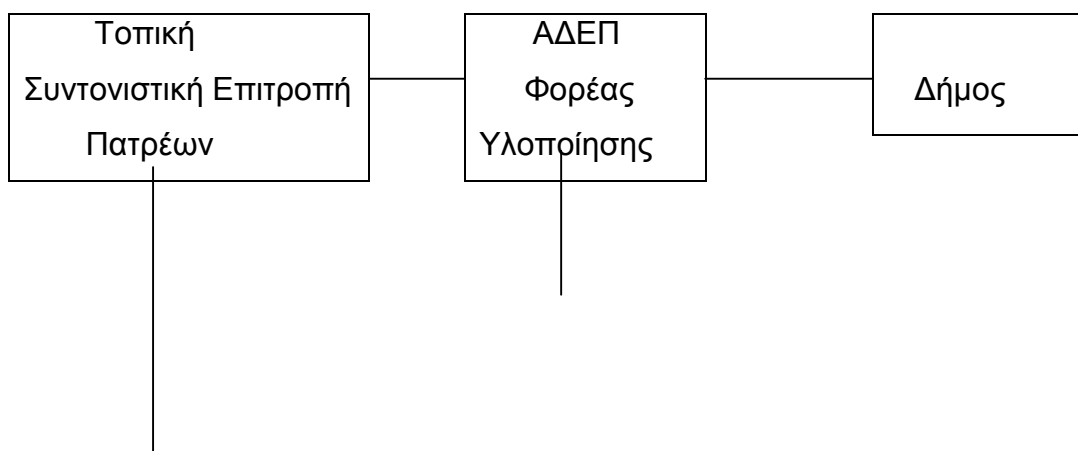 Τοπική
Συντονιστική Επιτροπή
Πατρέων
ΑΔΕΠ
Φορέας
Υλοποίησης
Δήμος